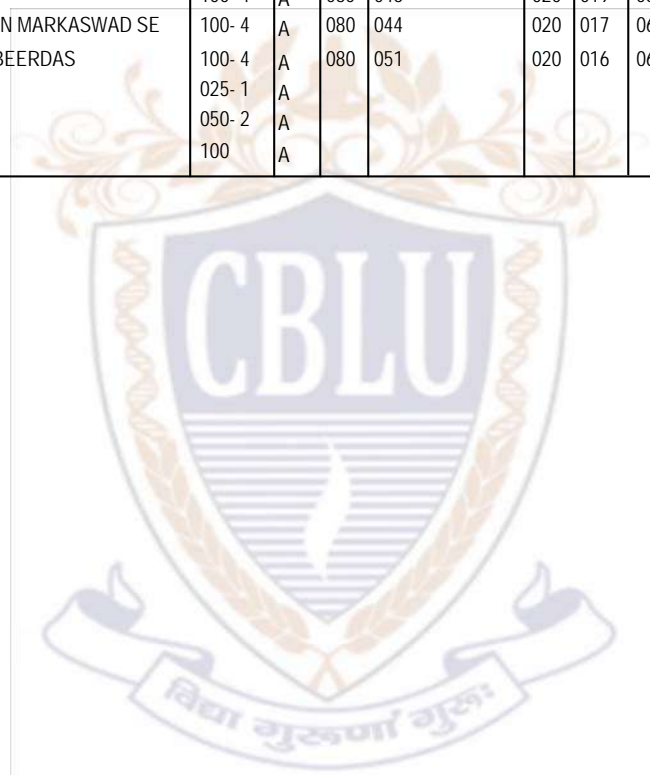 N MARKASWAD SE 100- 4 A 080 044 020 017
BEERDAS 100- 4 A 080 051 020 016
025- 1 A
050- 2 A
100 A
CBLU
विद्या गुरूणां गुरुः